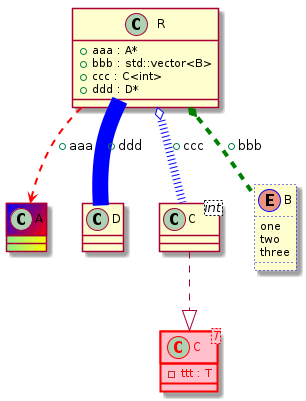 C R
aaa : A*
bbb : std::vector<B>
ccc : C<int>
ddd : D*
aaa ddd ccc bbb
C A
C D
C C int
E B
one
two
three
C C T
ttt : T